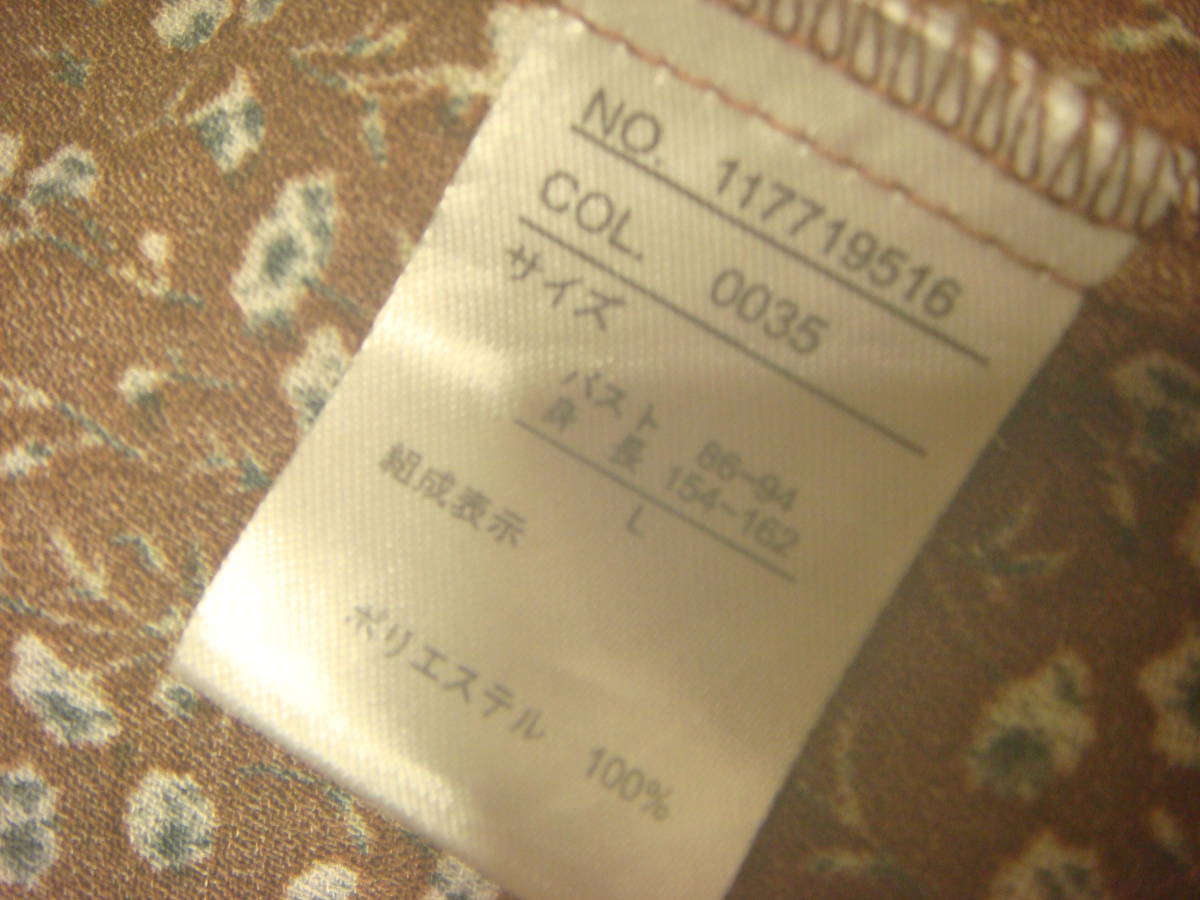 NO. 117719516
COL. 0035
サイズ
バスト 86-94
身長 154-162
L
組成表示
ポリエステル 100%